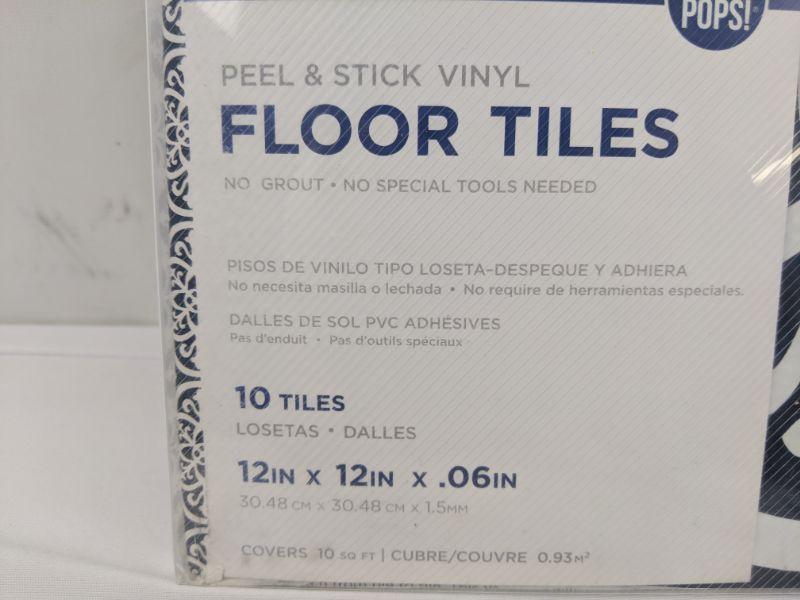 POPS!
PEEL & STICK VINYL
FLOOR TILES
NO GROUT • NO SPECIAL TOOLS NEEDED
PISOS DE VINILO TIPO LOSETA-DESPEQUE Y ADHIERA
No necesita masilla o lechada • No require de herramientas especiales.
DALLES DE SOL PVC ADHÉSIVES
Pas d'enduit • Pas d'outils spéciaux
10 TILES
LOSETAS • DALLES
12IN X 12IN X .06IN
30.48 CM X 30.48 CM X 1.5MM
COVERS 10 SQ FT | CUBRE/COUVRE 0.93M²